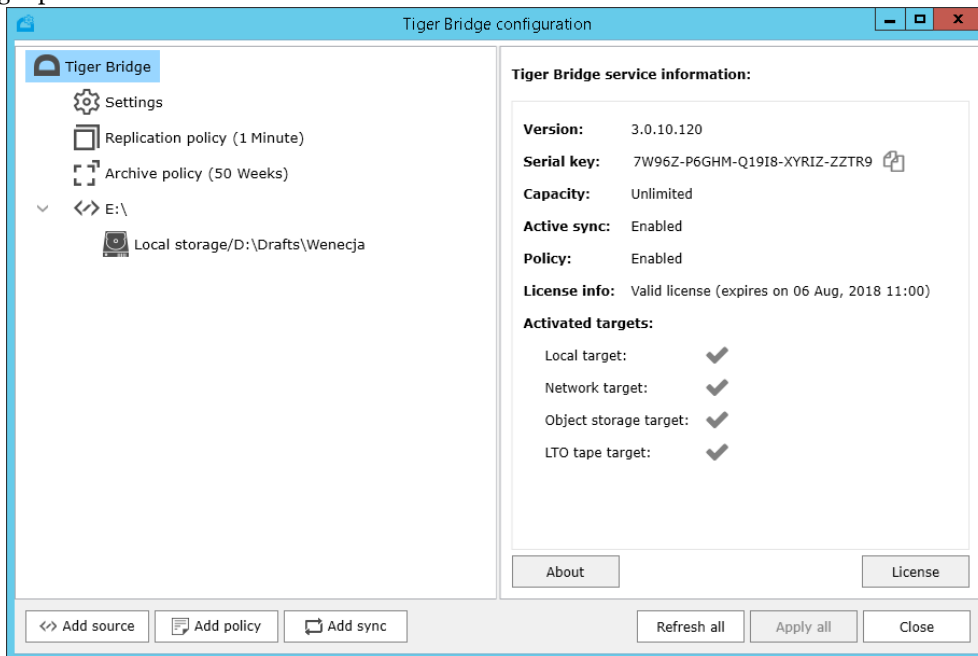 Tiger Bridge configuration
Tiger Bridge
Settings
Replication policy (1 Minute)
Archive policy (50 Weeks)
E:\
Local storage/D:\Drafts\Wenecja
Tiger Bridge service information:
Version: 3.0.10.120
Serial key: 7W96Z-P6GHM-Q19I8-XYRIZ-ZZTR9
Capacity: Unlimited
Active sync: Enabled
Policy: Enabled
License info: Valid license (expires on 06 Aug, 2018 11:00)
Activated targets:
Local target:
Network target:
Object storage target:
LTO tape target:
About License
Add source Add policy Add sync Refresh all Apply all Close